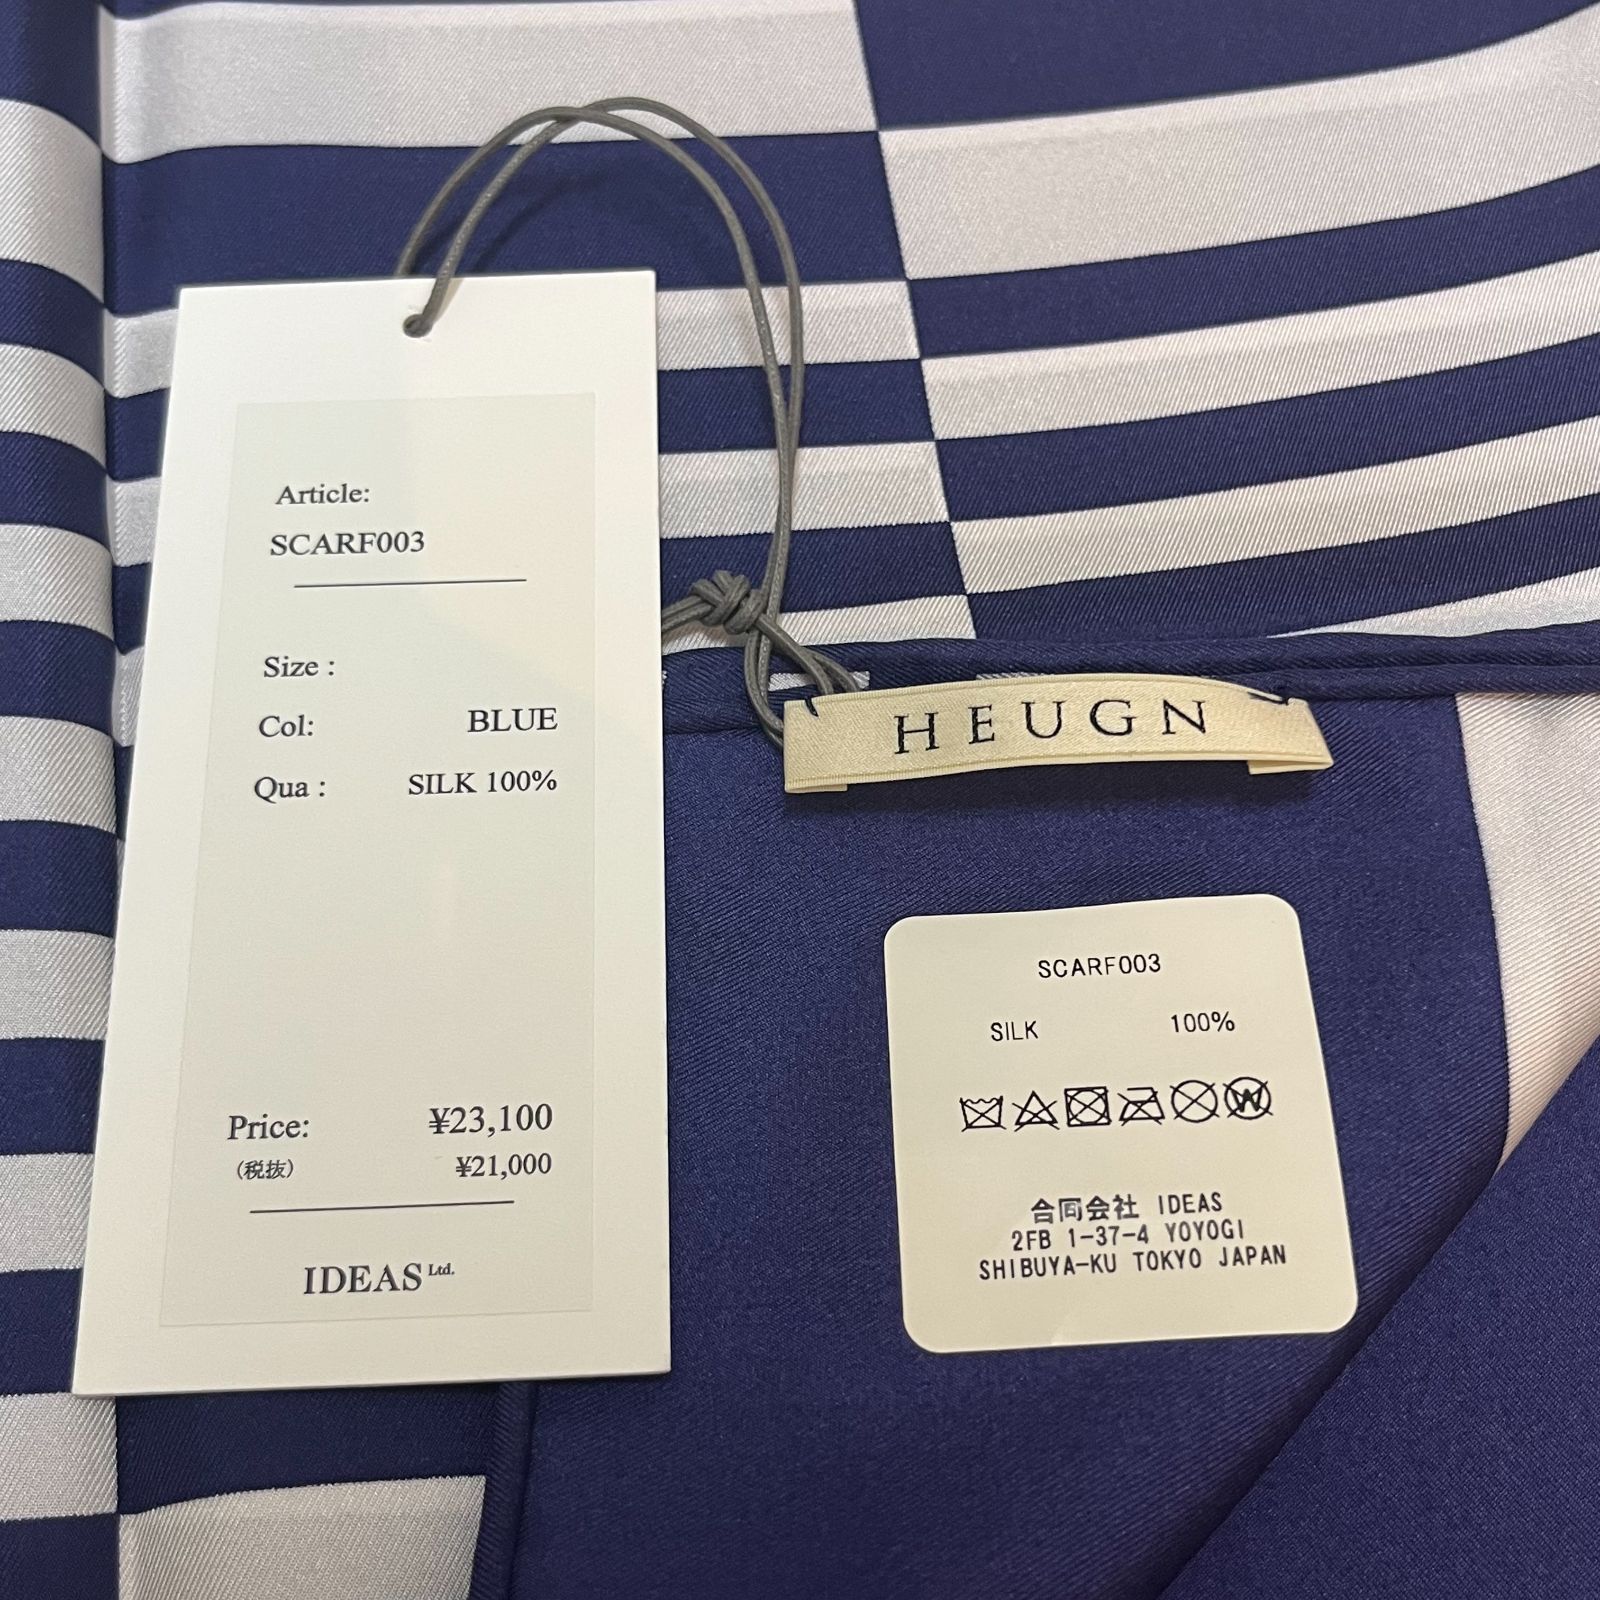 Article:
SCARF003
Size :
Col: BLUE
Qua : SILK 100%
Price: ¥23,100
(税抜) ¥21,000
IDEAS Ltd.
HEUGN
SCARF003
SILK 100%
W
合同会社 IDEAS
2FB 1-37-4 YOYOGI
SHIBUYA-KU TOKYO JAPAN